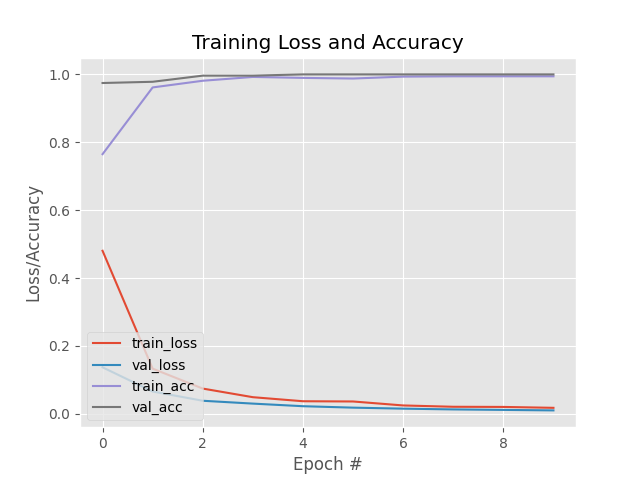 Training Loss and Accuracy
Loss/Accuracy
1.0
0.8
0.6
0.4
0.2
0.0
train_loss
val_loss
train_acc
val_acc
0 2 4 6 8
Epoch #